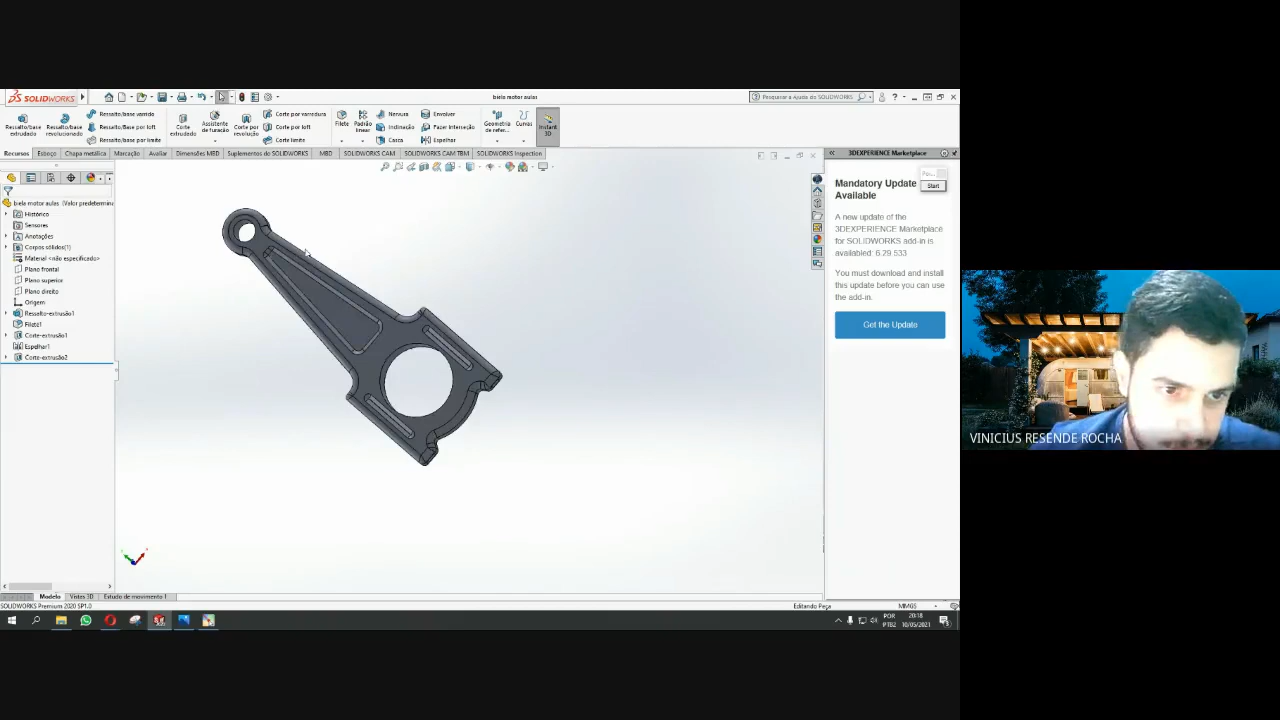 SOLIDWORKS
biela motor aulas
Pesquisar a Ajuda do SOLIDWORKS
Ressalto/base extrudado
Ressalto/base revolucionado
Ressalto/base varrido
Ressalto/base por loft
Ressalto/base por limite
Corte extrudado
Assistente de furação
Corte por revolução
Corte por varredura
Corte por loft
Corte limite
Filete
Padrão linear
Nervura
Inclinação
Casca
Envolver
Fazer interseção
Espelhar
Geometria de refer...
Curvas
Instant 3D
Recursos
Esboço
Chapa metálica
Marcação
Avaliar
Dimensões MBD
Suplementos do SOLIDWORKS
MBD
SOLIDWORKS CAM
SOLIDWORKS CAM TBM
SOLIDWORKS Inspection
biela motor aulas (Valor predetermin
Histórico
Sensores
Anotações
Corpos sólidos(1)
Material <não especificado>
Plano frontal
Plano superior
Plano direito
Origem
Ressalto-extrusão1
Filete1
Corte-extrusão1
Espelhar1
Corte-extrusão2
3DEXPERIENCE Marketplace
Mandatory Update
Available
Start
A new update of the
3DEXPERIENCE Marketplace
for SOLIDWORKS add-in is
availabled: 6.29.533
You must download and install
this update before you can use
the add-in.
Get the Update
VINICIUS RESENDE ROCHA
Modelo
Vistas 3D
Estudo de movimento 1
SOLIDWORKS Premium 2020 SP1.0
Editando Peça
MMGS
POR
PTB2
20:18
10/05/2021